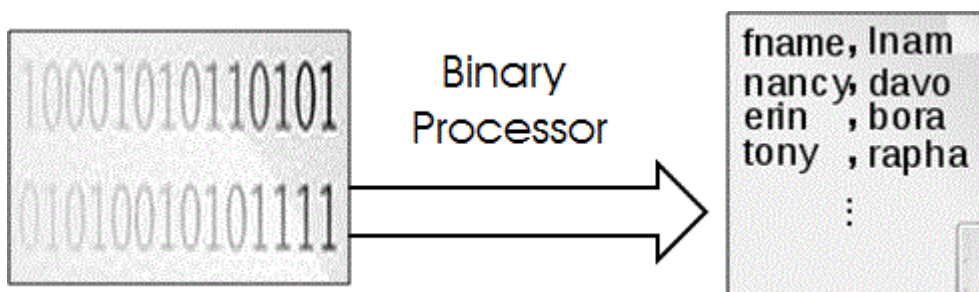 10001010110101
01010010101111
Binary
Processor
fname, lnam
nancy, davo
erin , bora
tony , rapha
⋮